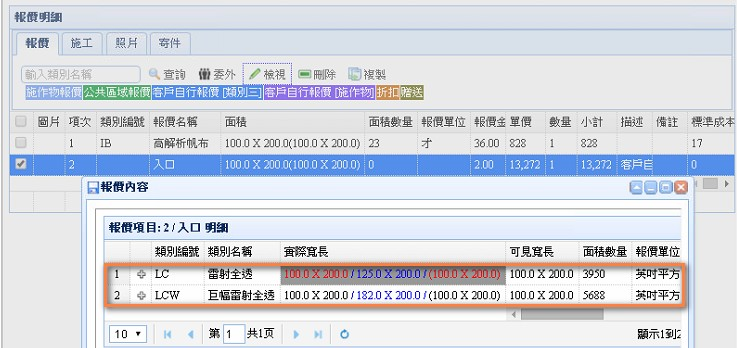 報價明細
報價 施工 照片 寄件
輸入類別名稱 查詢 委外 檢視 刪除 複製
施作物報價 公共區域報價 客戶自行報價 [類別三] 客戶自行報價 [施作物] 折扣 贈送
圖片 項次 類別編號 報價名稱 面積 面積數量 報價單位 報價金 單價 數量 小計 描述 備註 標準成本
1 IB 高解析帆布 100.0 X 200.0(100.0 X 200.0) 23 才 36.00 828 1 828 17
2 入口 100.0 X 200.0(100.0 X 200.0) 0 2.00 13,272 1 13,272 客戶自 0
報價內容
報價項目: 2 / 入口 明細
類別編號 類別名稱 實際寬長 可見寬長 面積數量 報價單位
1 LC 雷射全透 100.0 X 200.0 / 125.0 X 200.0 / (100.0 X 200.0) 100.0 X 200.0 3950 英吋平方
2 LCW 巨幅雷射全透 100.0 X 200.0 / 182.0 X 200.0 / (100.0 X 200.0) 100.0 X 200.0 5688 英吋平方
10 第 1 共1頁 顯示1到2